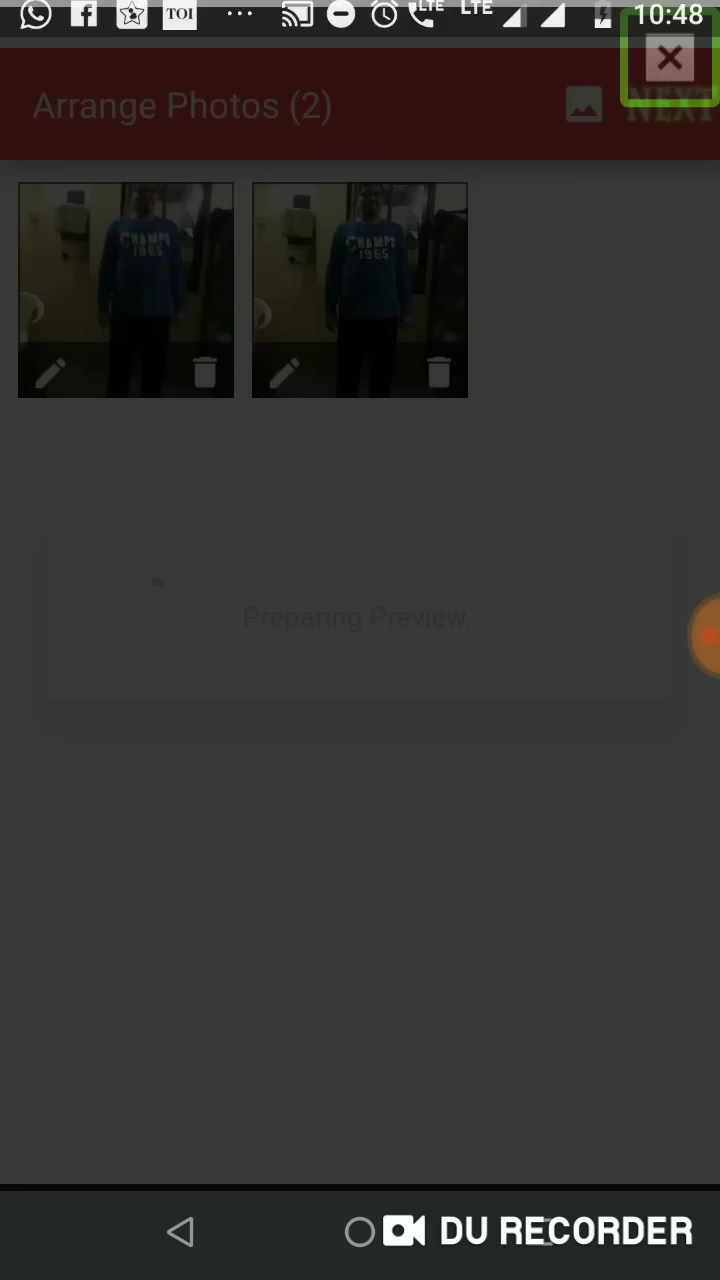 TOI
LTE
LTE
10:48
Arrange Photos (2)
NEXT
CHAMPS
1965
CHAMPS
1965
Preparing Preview..
DU RECORDER